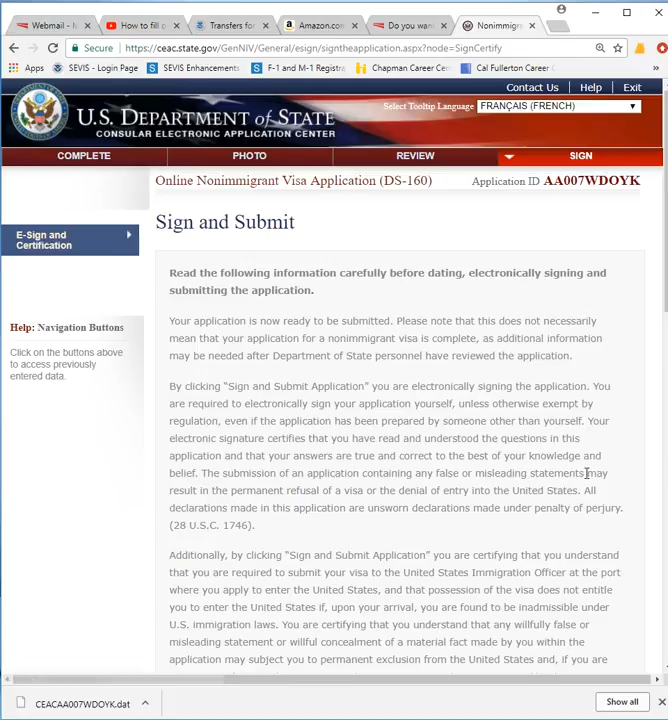 Webmail - M
How to fill o
Transfers for
Amazon.com
Do you wan
Nonimmigra
Secure
https://ceac.state.gov/GenNIV/General/esign/signtheapplication.aspx?node=SignCertify
Apps
SEVIS - Login Page
SEVIS Enhancements
F-1 and M-1 Registra
Chapman Career Cen
Cal Fullerton Career
Contact Us
Help
Exit
U.S. DEPARTMENT OF STATE
CONSULAR ELECTRONIC APPLICATION CENTER
Select Tooltip Language
FRANÇAIS (FRENCH)
COMPLETE
PHOTO
REVIEW
SIGN
Online Nonimmigrant Visa Application (DS-160)
Application ID AA007WDOYK
E-Sign and
Certification
Help: Navigation Buttons
Click on the buttons above
to access previously
entered data.
Sign and Submit
Read the following information carefully before dating, electronically signing and
submitting the application.
Your application is now ready to be submitted. Please note that this does not necessarily
mean that your application for a nonimmigrant visa is complete, as additional information
may be needed after Department of State personnel have reviewed the application.
By clicking “Sign and Submit Application” you are electronically signing the application. You
are required to electronically sign your application yourself, unless otherwise exempt by
regulation, even if the application has been prepared by someone other than yourself. Your
electronic signature certifies that you have read and understood the questions in this
application and that your answers are true and correct to the best of your knowledge and
belief. The submission of an application containing any false or misleading statements may
result in the permanent refusal of a visa or the denial of entry into the United States. All
declarations made in this application are unsworn declarations made under penalty of perjury.
(28 U.S.C. 1746).
Additionally, by clicking “Sign and Submit Application” you are certifying that you understand
that you are required to submit your visa to the United States Immigration Officer at the port
where you apply to enter the United States, and that possession of the visa does not entitle
you to enter the United States if, upon your arrival, you are found to be inadmissible under
U.S. immigration laws. You are certifying that you understand that any willfully false or
misleading statement or willful concealment of a material fact made by you within the
application may subject you to permanent exclusion from the United States and, if you are
CEACAA007WDOYK.dat
Show all